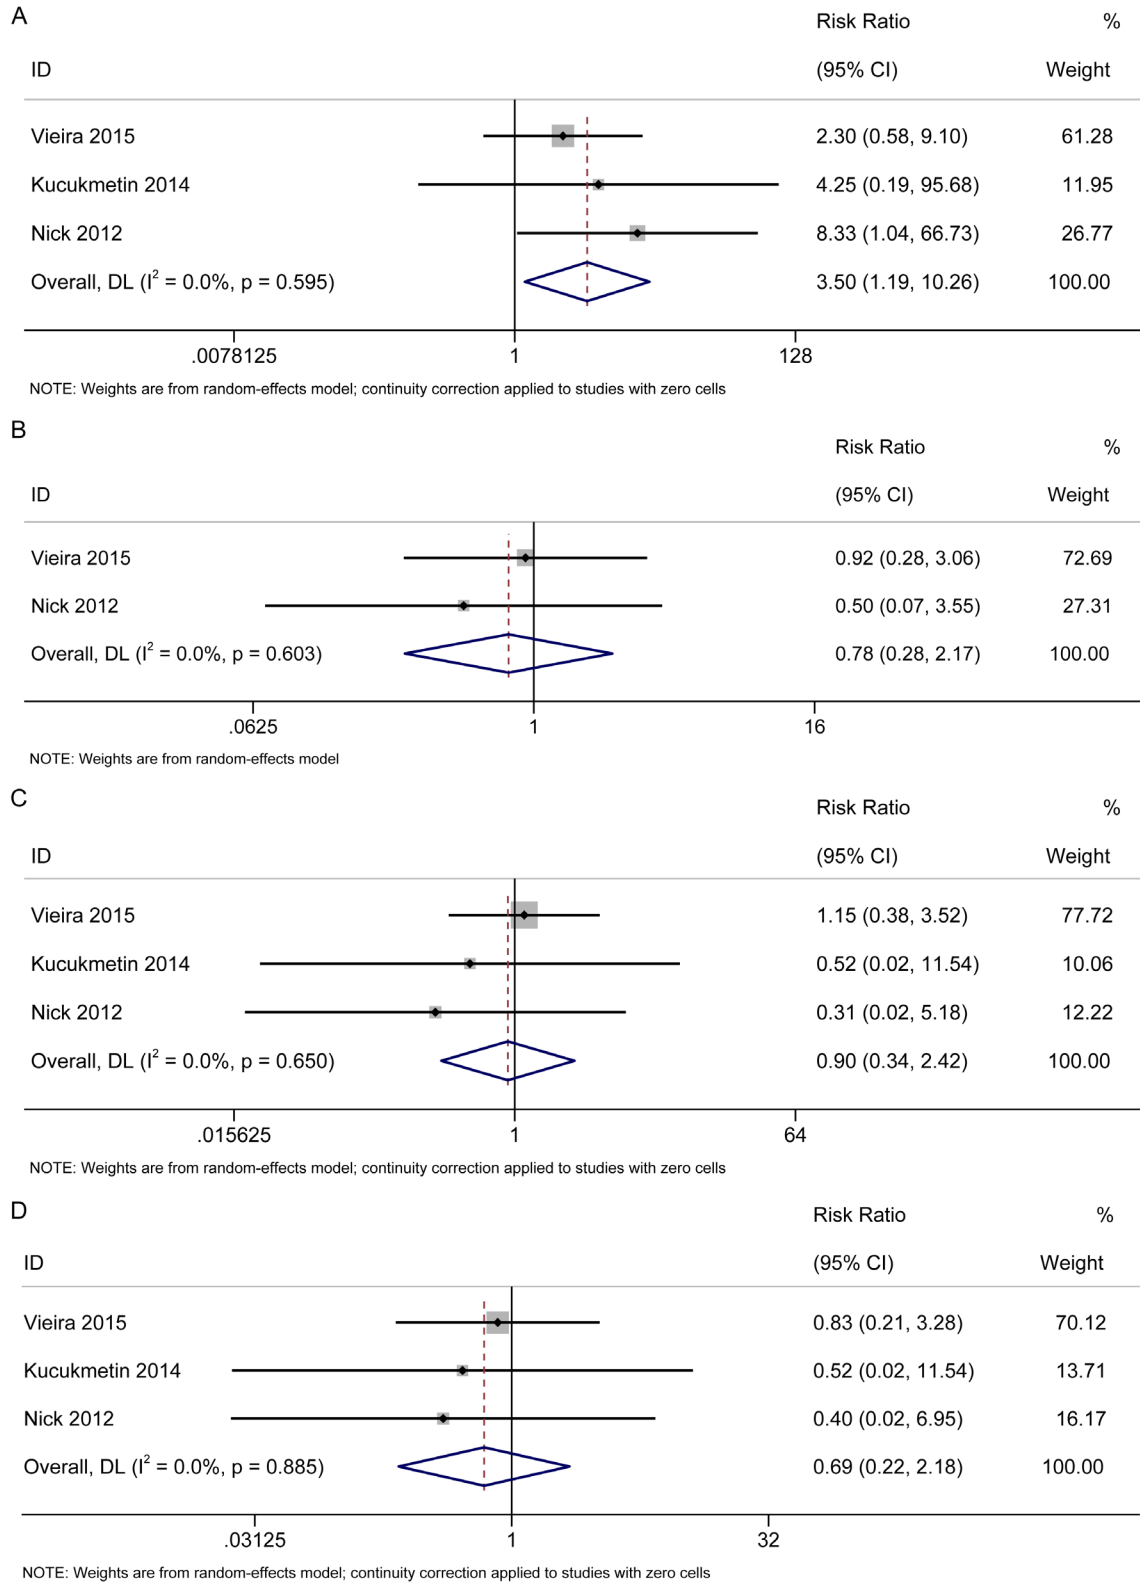 A
Risk Ratio %
ID (95% CI) Weight
Vieira 2015 2.30 (0.58, 9.10) 61.28
Kucukmetin 2014 4.25 (0.19, 95.68) 11.95
Nick 2012 8.33 (1.04, 66.73) 26.77
Overall, DL (I² = 0.0%, p = 0.595) 3.50 (1.19, 10.26) 100.00
.0078125 1 128
NOTE: Weights are from random-effects model; continuity correction applied to studies with zero cells
B
Risk Ratio %
ID (95% CI) Weight
Vieira 2015 0.92 (0.28, 3.06) 72.69
Nick 2012 0.50 (0.07, 3.55) 27.31
Overall, DL (I² = 0.0%, p = 0.603) 0.78 (0.28, 2.17) 100.00
.0625 1 16
NOTE: Weights are from random-effects model
C
Risk Ratio %
ID (95% CI) Weight
Vieira 2015 1.15 (0.38, 3.52) 77.72
Kucukmetin 2014 0.52 (0.02, 11.54) 10.06
Nick 2012 0.31 (0.02, 5.18) 12.22
Overall, DL (I² = 0.0%, p = 0.650) 0.90 (0.34, 2.42) 100.00
.015625 1 64
NOTE: Weights are from random-effects model; continuity correction applied to studies with zero cells
D
Risk Ratio %
ID (95% CI) Weight
Vieira 2015 0.83 (0.21, 3.28) 70.12
Kucukmetin 2014 0.52 (0.02, 11.54) 13.71
Nick 2012 0.40 (0.02, 6.95) 16.17
Overall, DL (I² = 0.0%, p = 0.885) 0.69 (0.22, 2.18) 100.00
.03125 1 32
NOTE: Weights are from random-effects model; continuity correction applied to studies with zero cells